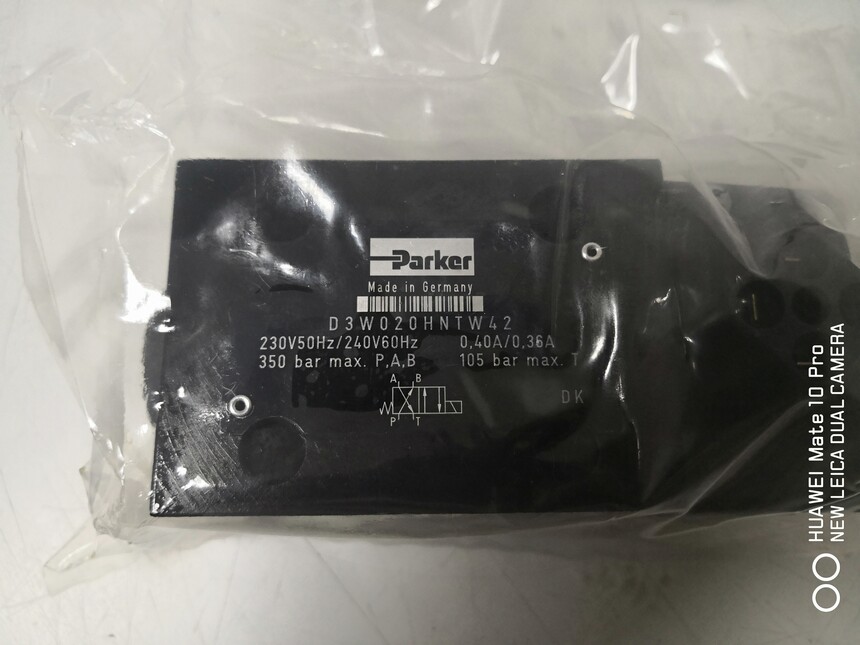 Parker
Made in Germany
D3W020HNTW42
230V50Hz/240V60Hz 0,40A/0,36A
350 bar max. P,A,B 105 bar max. T
A B
P T
DK
HUAWEI Mate 10 Pro
NEW LEICA DUAL CAMERA